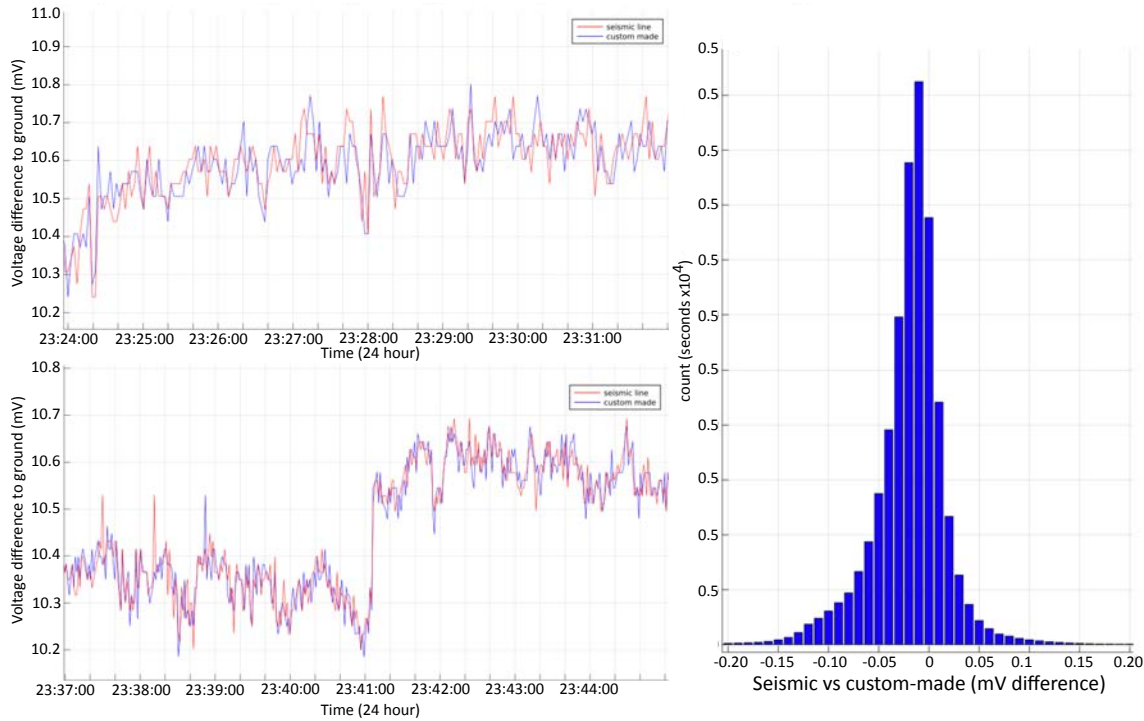 11.0
10.9
10.8
10.7
10.6
10.5
10.4
10.3
10.2
Voltage difference to ground (mV)
seismic line
custom made
23:24:00 23:25:00 23:26:00 23:27:00 23:28:00 23:29:00 23:30:00 23:31:00
Time (24 hour)
10.8
10.7
10.6
10.5
10.4
10.3
10.2
Voltage difference to ground (mV)
seismic line
custom made
23:37:00 23:38:00 23:39:00 23:40:00 23:41:00 23:42:00 23:43:00 23:44:00
Time (24 hour)
0.5
0.5
0.5
0.5
0.5
0.5
0.5
0.5
0.5
0.5
0.5
0.5
count (seconds x10⁴)
-0.20 -0.15 -0.10 -0.05 0 0.05 0.1 0.15 0.20
Seismic vs custom-made (mV difference)